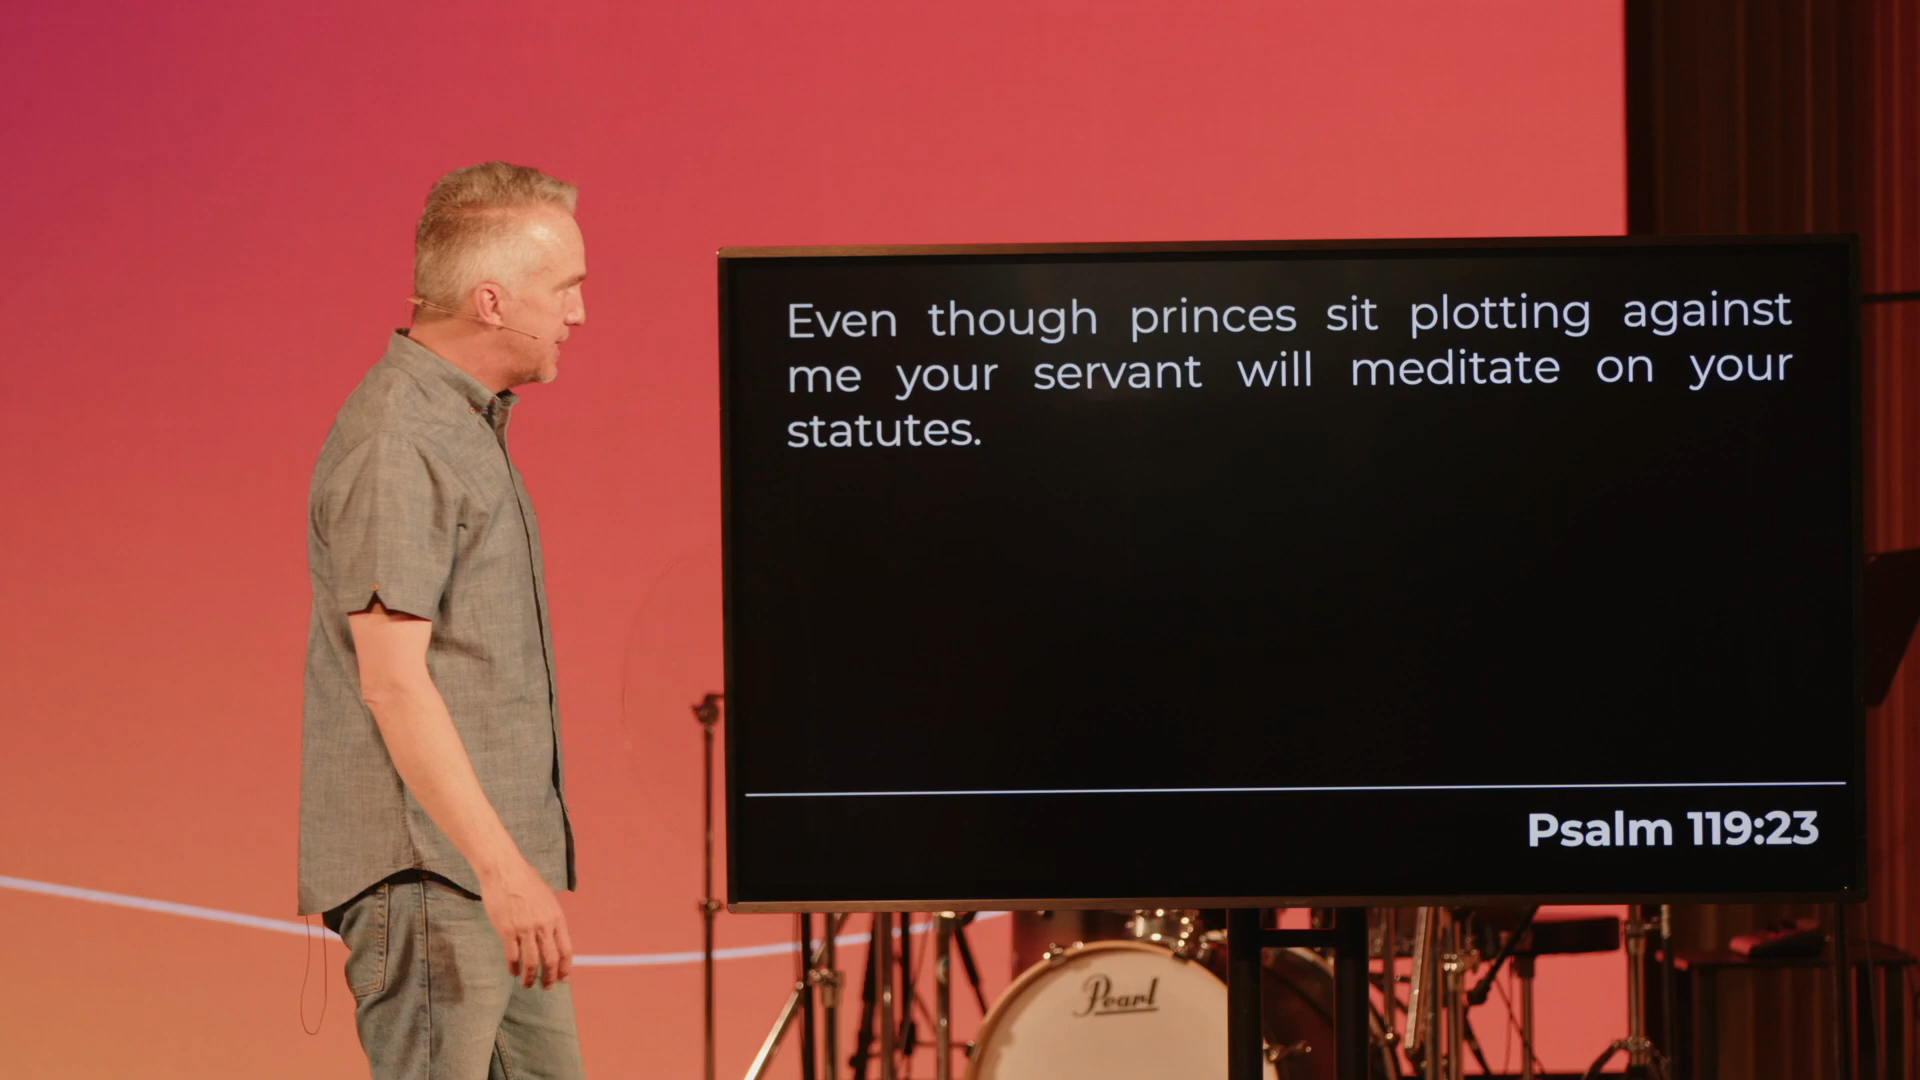 Even though princes sit plotting against
me your servant will meditate on your
statutes.
Psalm 119:23
Pearl